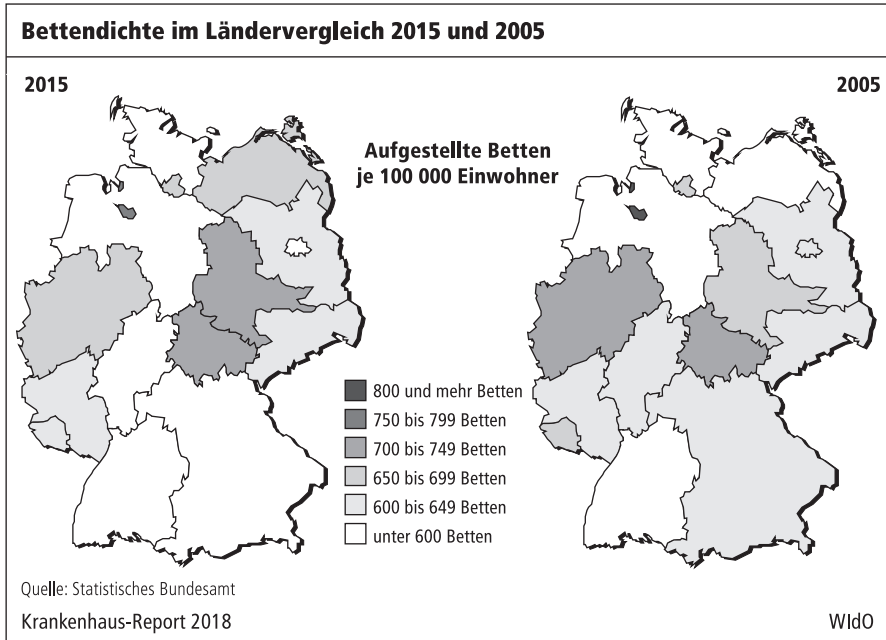 Bettendichte im Ländervergleich 2015 und 2005
2015
2005
Aufgestellte Betten
je 100 000 Einwohner
800 und mehr Betten
750 bis 799 Betten
700 bis 749 Betten
650 bis 699 Betten
600 bis 649 Betten
unter 600 Betten
Quelle: Statistisches Bundesamt
Krankenhaus-Report 2018
WIdO